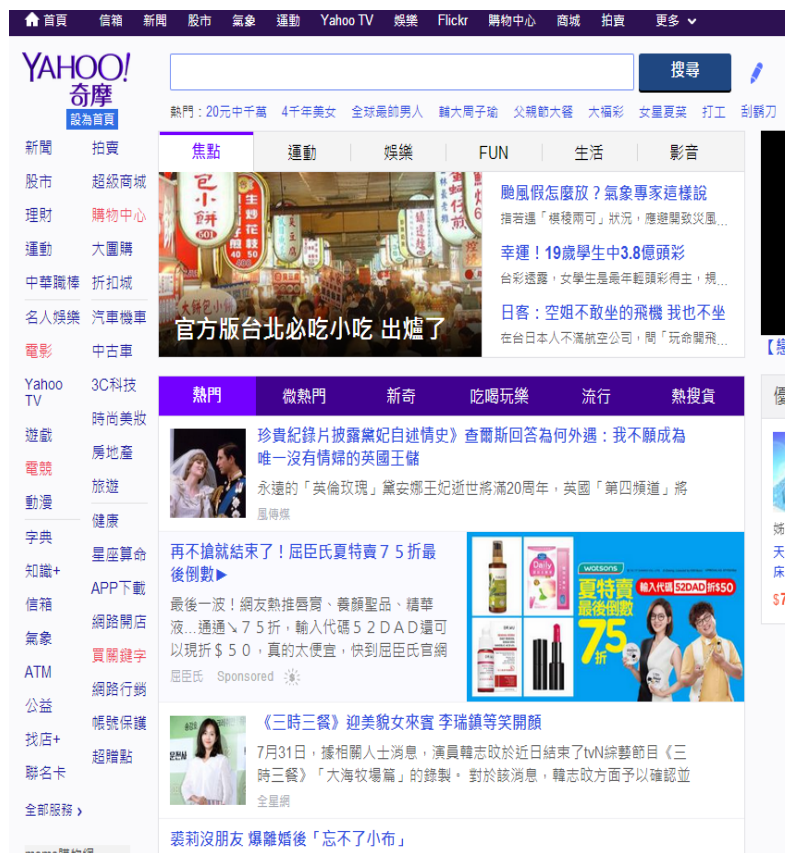 首頁 信箱 新聞 股市 氣象 運動 Yahoo TV 娛樂 Flickr 購物中心 商城 拍賣 更多
YAHOO!
奇摩
設為首頁
搜尋
熱門：20元中千萬 4千年美女 全球最帥男人 輔大周子瑜 父親節大餐 大福彩 女星夏菜 打工 刮鬍刀
新聞 拍賣
股市 超級商城
理財 購物中心
運動 大團購
中華職棒 折扣城
名人娛樂 汽車機車
電影 中古車
Yahoo TV 3C科技
時尚美妝
遊戲 房地產
電競 旅遊
動漫 健康
字典 星座算命
知識+ APP下載
信箱 網路開店
氣象 買關鍵字
ATM 網路行銷
公益 帳號保護
找店+ 超贈點
聯名卡
全部服務 ›
焦點 運動 娛樂 FUN 生活 影音
包小餅
601
生炒花枝
40 50
大餅包小
官方版台北必吃小吃 出爐了
颱風假怎麼放？氣象專家這樣說
指若遇「模稜兩可」狀況，應避開致災風...
幸運！19歲學生中3.8億頭彩
台彩透露，女學生是最年輕頭彩得主，規...
日客：空姐不敢坐的飛機 我也不坐
在台日本人不滿航空公司，問「玩命開飛...
熱門 微熱門 新奇 吃喝玩樂 流行 熱搜貨
珍貴紀錄片披露黛妃自述情史》查爾斯回答為何外遇：我不願成為
唯一沒有情婦的英國王儲
永遠的「英倫玫瑰」黛安娜王妃逝世將滿20周年，英國「第四頻道」將
風傳媒
再不搶就結束了！屈臣氏夏特賣７５折最
後倒數▶
最後一波！網友熱推唇膏、養顏聖品、精華
液...通通↘７５折，輸入代碼５２ＤＡＤ還可
以現折＄５０，真的太便宜，快到屈臣氏官網
屈臣氏 Sponsored
Daily
watsons
夏特賣
最後倒數
75折
輸入代碼 52DAD 折$50
《三時三餐》迎美貌女來賓 李瑞鎮等笑開顏
7月31日，據相關人士消息，演員韓志旼於近日結束了tvN綜藝節目《三
時三餐》「大海牧場篇」的錄製。 對於該消息，韓志旼方面予以確認並
全星網
裘莉沒朋友 爆離婚後「忘不了小布」
【戀
優
姊
天
床
$7